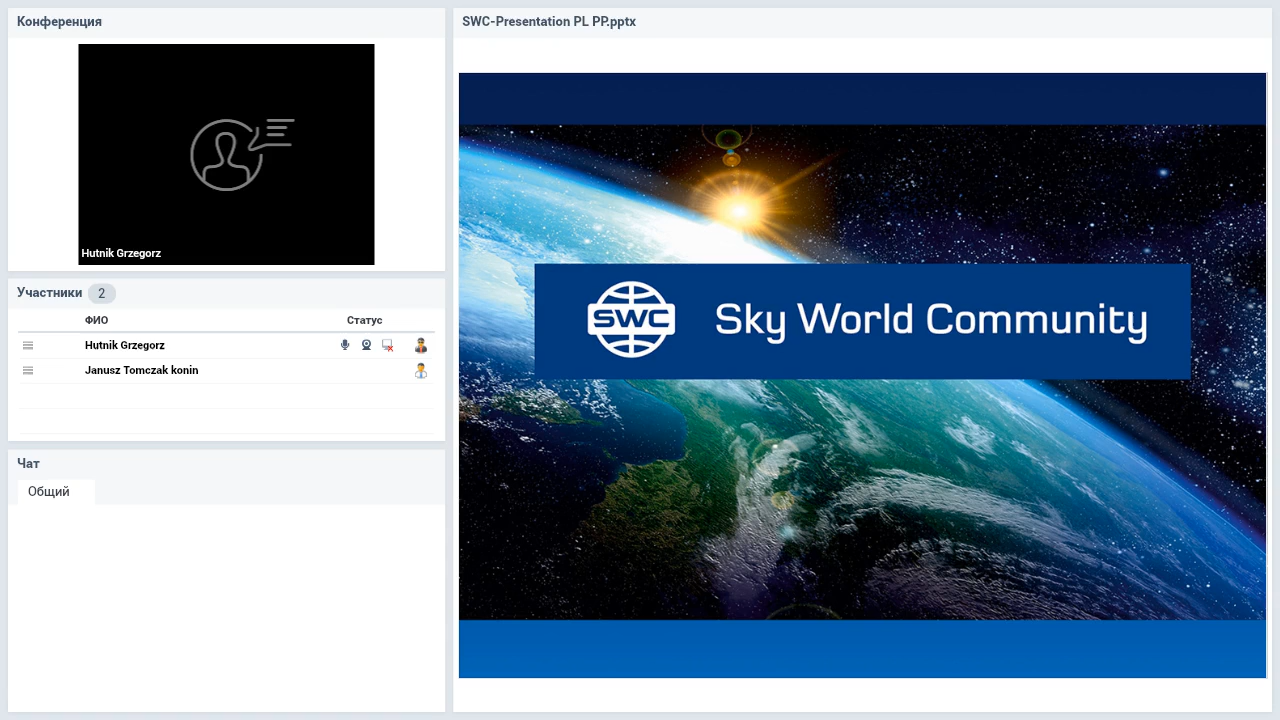 Конференция
Hutnik Grzegorz
Участники 2
ФИО Статус
Hutnik Grzegorz
Janusz Tomczak konin
Чат
Общий
SWC-Presentation PL PP.pptx
SWC Sky World Community